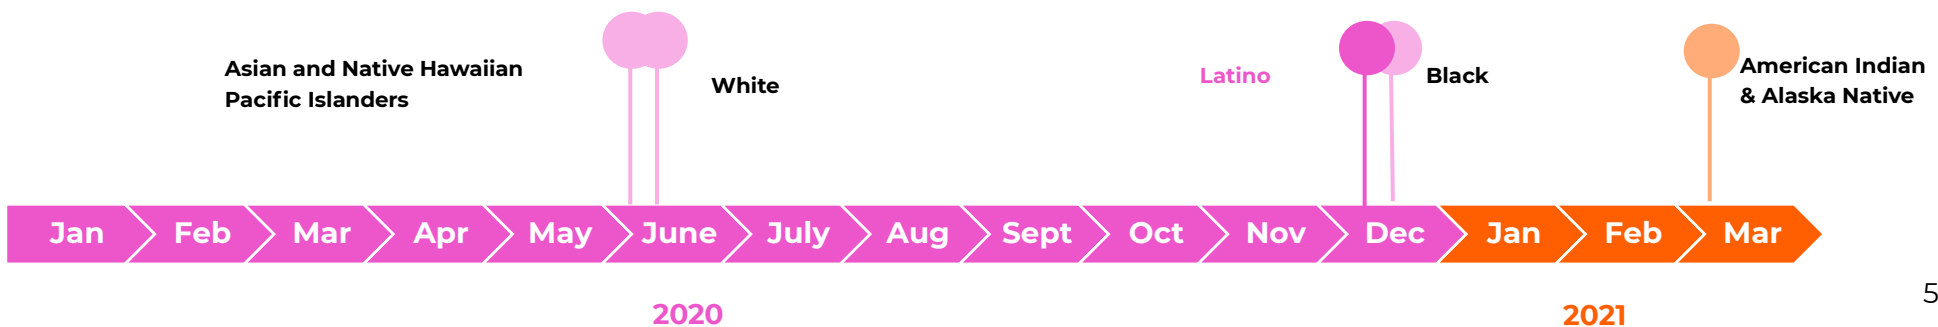 Asian and Native Hawaiian
Pacific Islanders
White
Latino
Black
American Indian
& Alaska Native
Jan Feb Mar Apr May June July Aug Sept Oct Nov Dec Jan Feb Mar
2020 2021
5